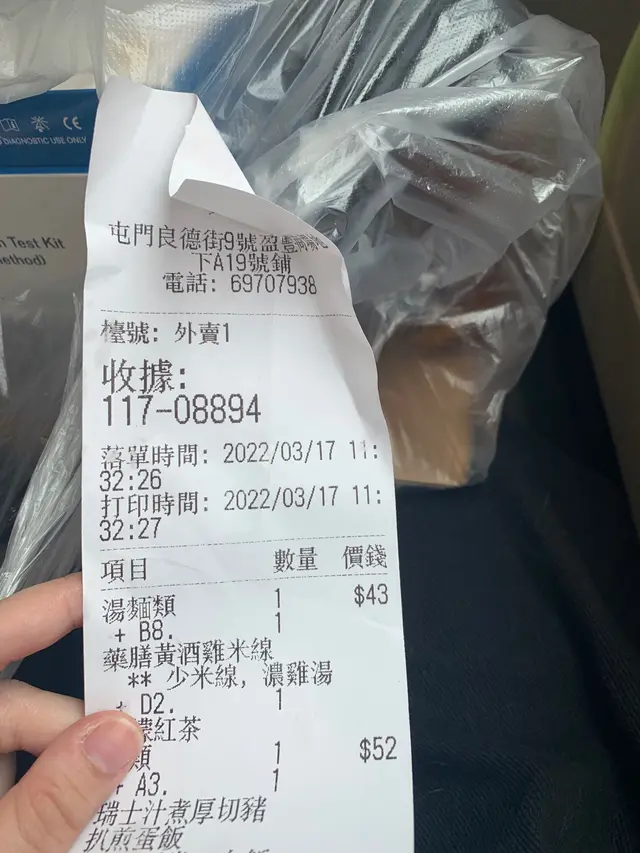 CE
DIAGNOSTIC USE ONLY
Test Kit
屯門良德街9號盈豐
下A19號鋪
電話: 69707938
檯號: 外賣1
收據:
117-08894
落單時間: 2022/03/17 11:
32:26
打印時間: 2022/03/17 11:
32:27
項目 數量 價錢
湯麵類 1 $43
+ B8. 1
藥膳黃酒雞米線
** 少米線, 濃雞湯
+ D2. 1
檬紅茶
類 1 $52
+ A3. 1
瑞士汁煮厚切豬
扒煎蛋飯